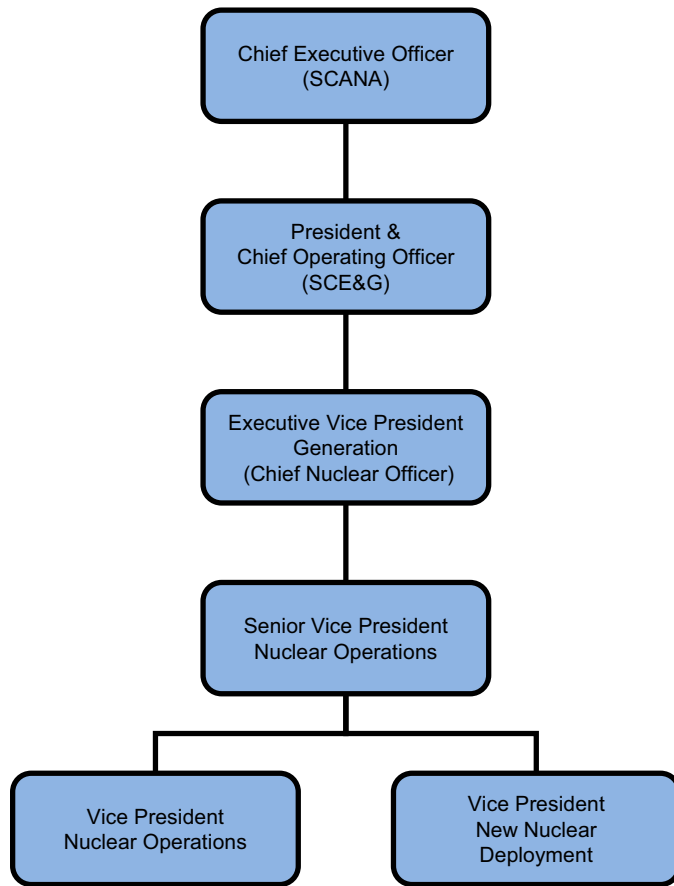 Chief Executive Officer
(SCANA)
President &
Chief Operating Officer
(SCE&G)
Executive Vice President
Generation
(Chief Nuclear Officer)
Senior Vice President
Nuclear Operations
Vice President
Nuclear Operations
Vice President
New Nuclear
Deployment